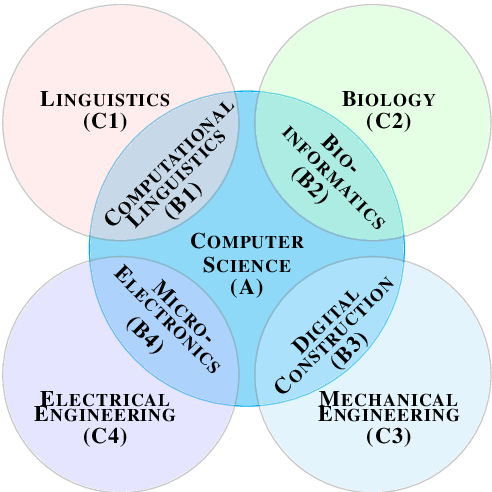 LINGUISTICS
(C1)
BIOLOGY
(C2)
COMPUTATIONAL
LINGUISTICS
(B1)
BIO-
INFORMATICS
(B2)
COMPUTER
SCIENCE
(A)
MICRO-
ELECTRONICS
(B4)
DIGITAL
CONSTRUCTION
(B3)
ELECTRICAL
ENGINEERING
(C4)
MECHANICAL
ENGINEERING
(C3)